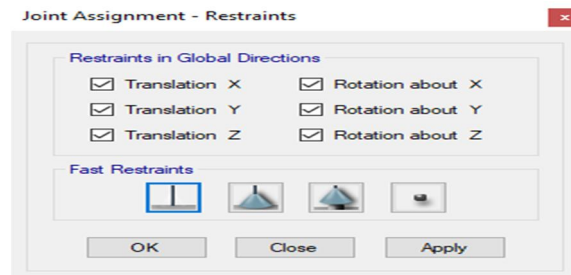 Joint Assignment - Restraints
Restraints in Global Directions
Translation X Rotation about X
Translation Y Rotation about Y
Translation Z Rotation about Z
Fast Restraints
OK Close Apply